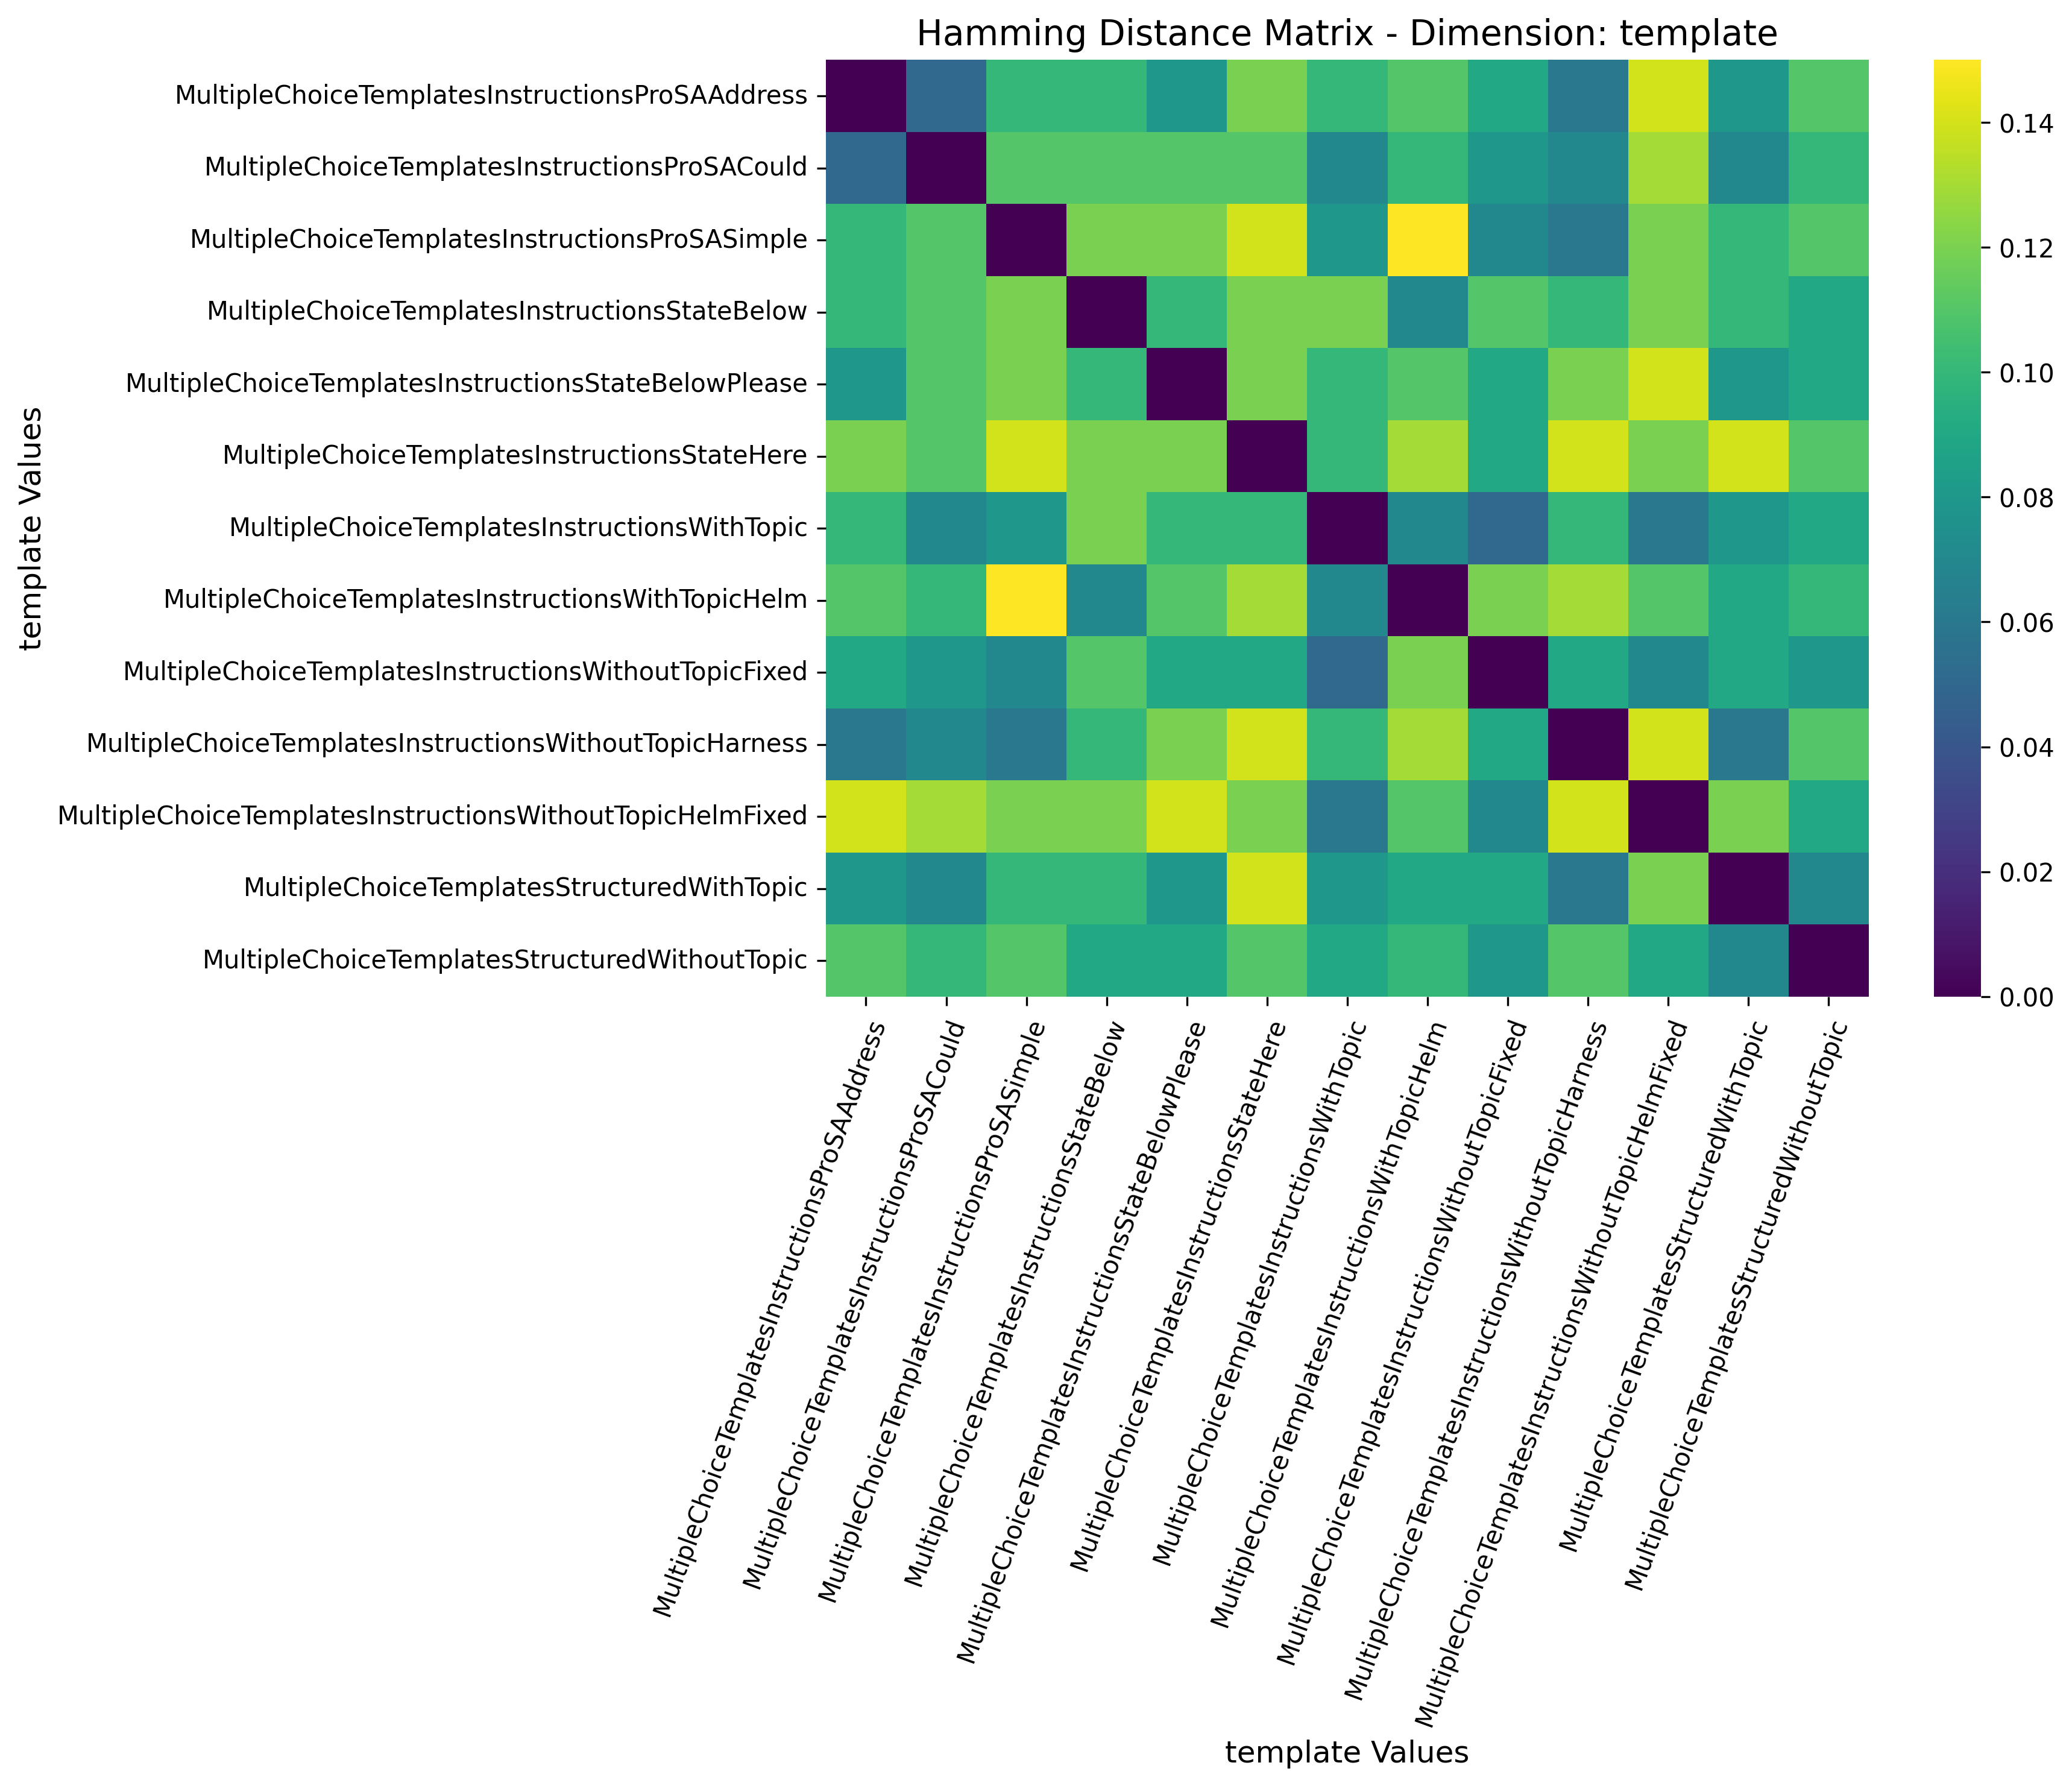 Hamming Distance Matrix - Dimension: template
template Values
MultipleChoiceTemplatesInstructionsProSAAddress
MultipleChoiceTemplatesInstructionsProSACould
MultipleChoiceTemplatesInstructionsProSASimple
MultipleChoiceTemplatesInstructionsStateBelow
MultipleChoiceTemplatesInstructionsStateBelowPlease
MultipleChoiceTemplatesInstructionsStateHere
MultipleChoiceTemplatesInstructionsWithTopic
MultipleChoiceTemplatesInstructionsWithTopicHelm
MultipleChoiceTemplatesInstructionsWithoutTopicFixed
MultipleChoiceTemplatesInstructionsWithoutTopicHarness
MultipleChoiceTemplatesInstructionsWithoutTopicHelmFixed
MultipleChoiceTemplatesStructuredWithTopic
MultipleChoiceTemplatesStructuredWithoutTopic
0.14
0.12
0.10
0.08
0.06
0.04
0.02
0.00
MultipleChoiceTemplatesInstructionsProSAAddress
MultipleChoiceTemplatesInstructionsProSACould
MultipleChoiceTemplatesInstructionsProSASimple
MultipleChoiceTemplatesInstructionsStateBelow
MultipleChoiceTemplatesInstructionsStateBelowPlease
MultipleChoiceTemplatesInstructionsStateHere
MultipleChoiceTemplatesInstructionsWithTopic
MultipleChoiceTemplatesInstructionsWithTopicHelm
MultipleChoiceTemplatesInstructionsWithoutTopicFixed
MultipleChoiceTemplatesInstructionsWithoutTopicHarness
MultipleChoiceTemplatesInstructionsWithoutTopicHelmFixed
MultipleChoiceTemplatesStructuredWithTopic
MultipleChoiceTemplatesStructuredWithoutTopic
template Values